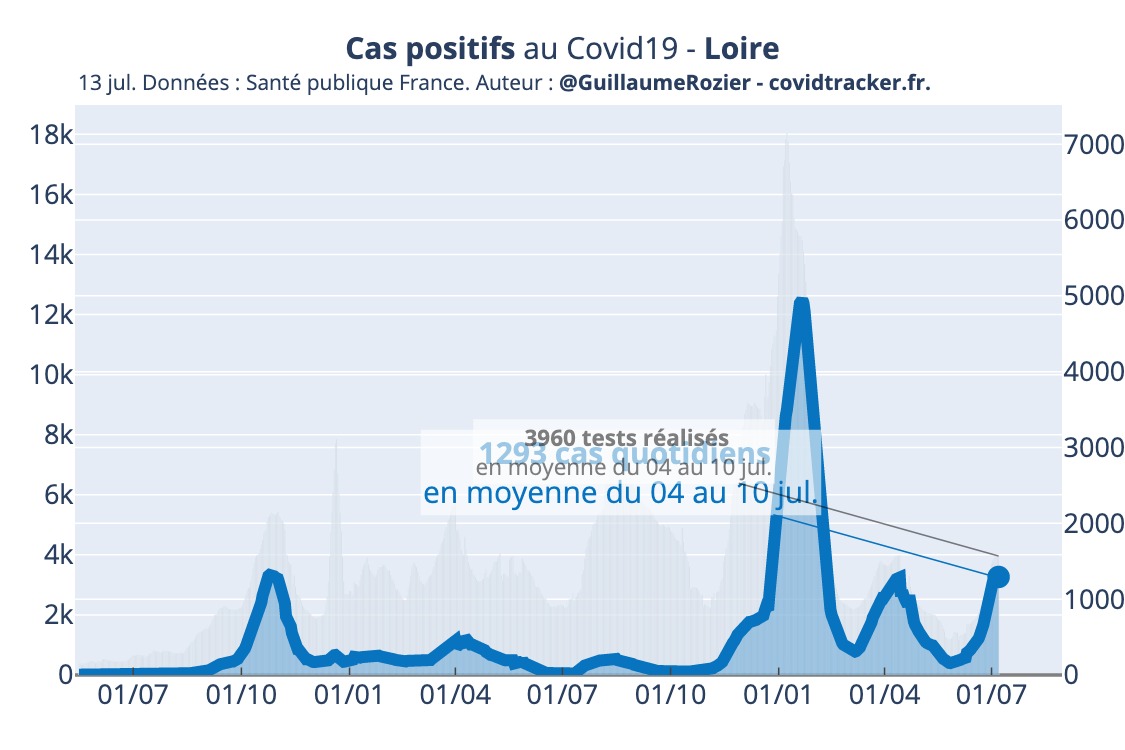 Cas positifs au Covid19 - Loire
13 jul. Données : Santé publique France. Auteur : @GuillaumeRozier - covidtracker.fr.
18k
16k
14k
12k
10k
8k
6k
4k
2k
0
7000
6000
5000
4000
3000
2000
1000
0
3960 tests réalisés
en moyenne du 04 au 10 jul.
1293 cas quotidiens
en moyenne du 04 au 10 jul.
01/07 01/10 01/01 01/04 01/07 01/10 01/01 01/04 01/07